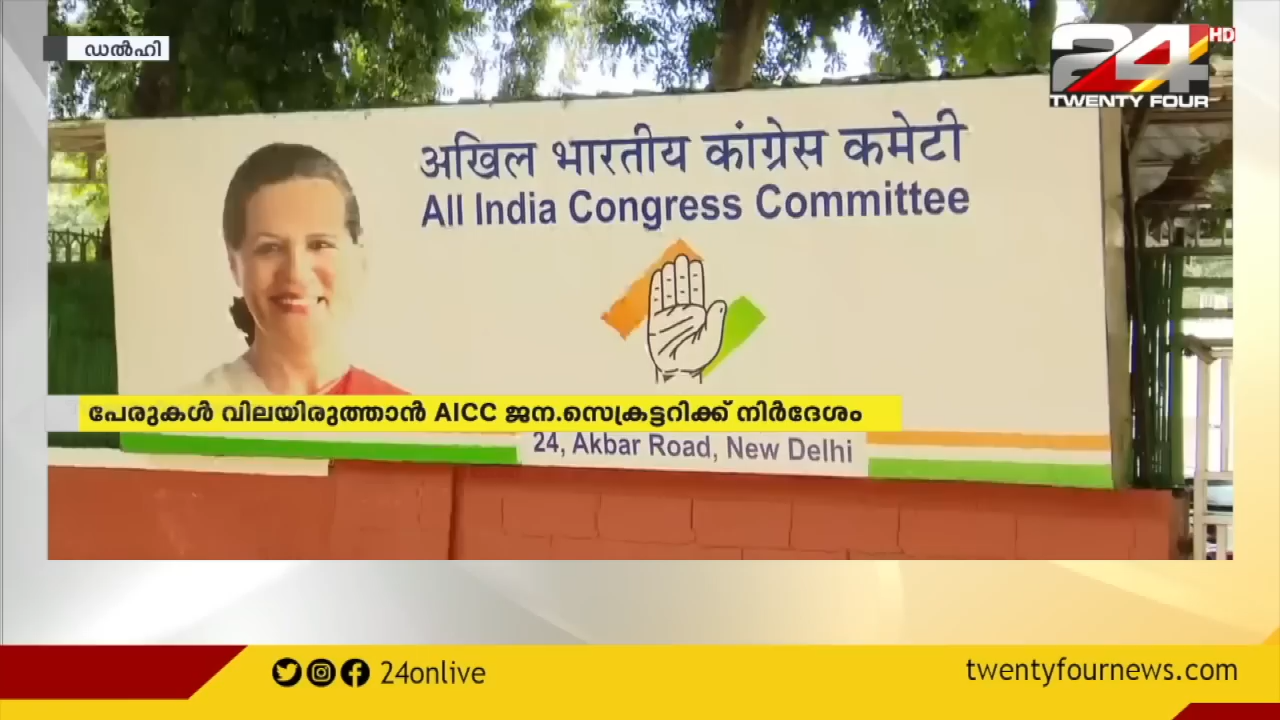 ഡൽഹി
24 HD
TWENTY FOUR
अखिल भारतीय कांग्रेस कमेटी
All India Congress Committee
പേരുകൾ വിലയിരുത്താൻ AICC ജന.സെക്രട്ടറിക്ക് നിർദേശം
24, Akbar Road, New Delhi
24onlive
twentyfournews.com